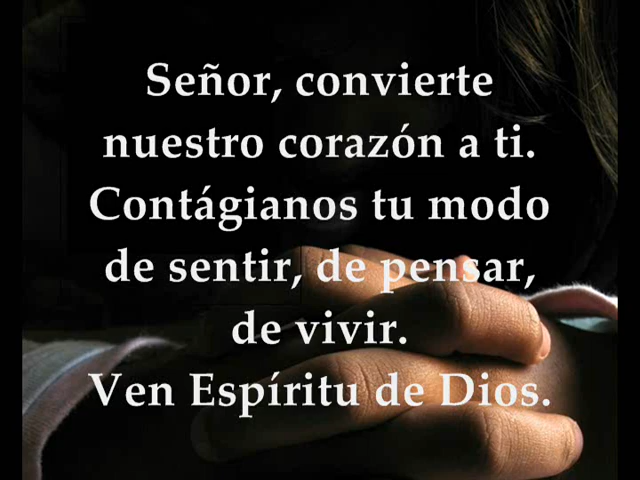 Señor, convierte
nuestro corazón a ti.
Contágianos tu modo
de sentir, de pensar,
de vivir.
Ven Espíritu de Dios.